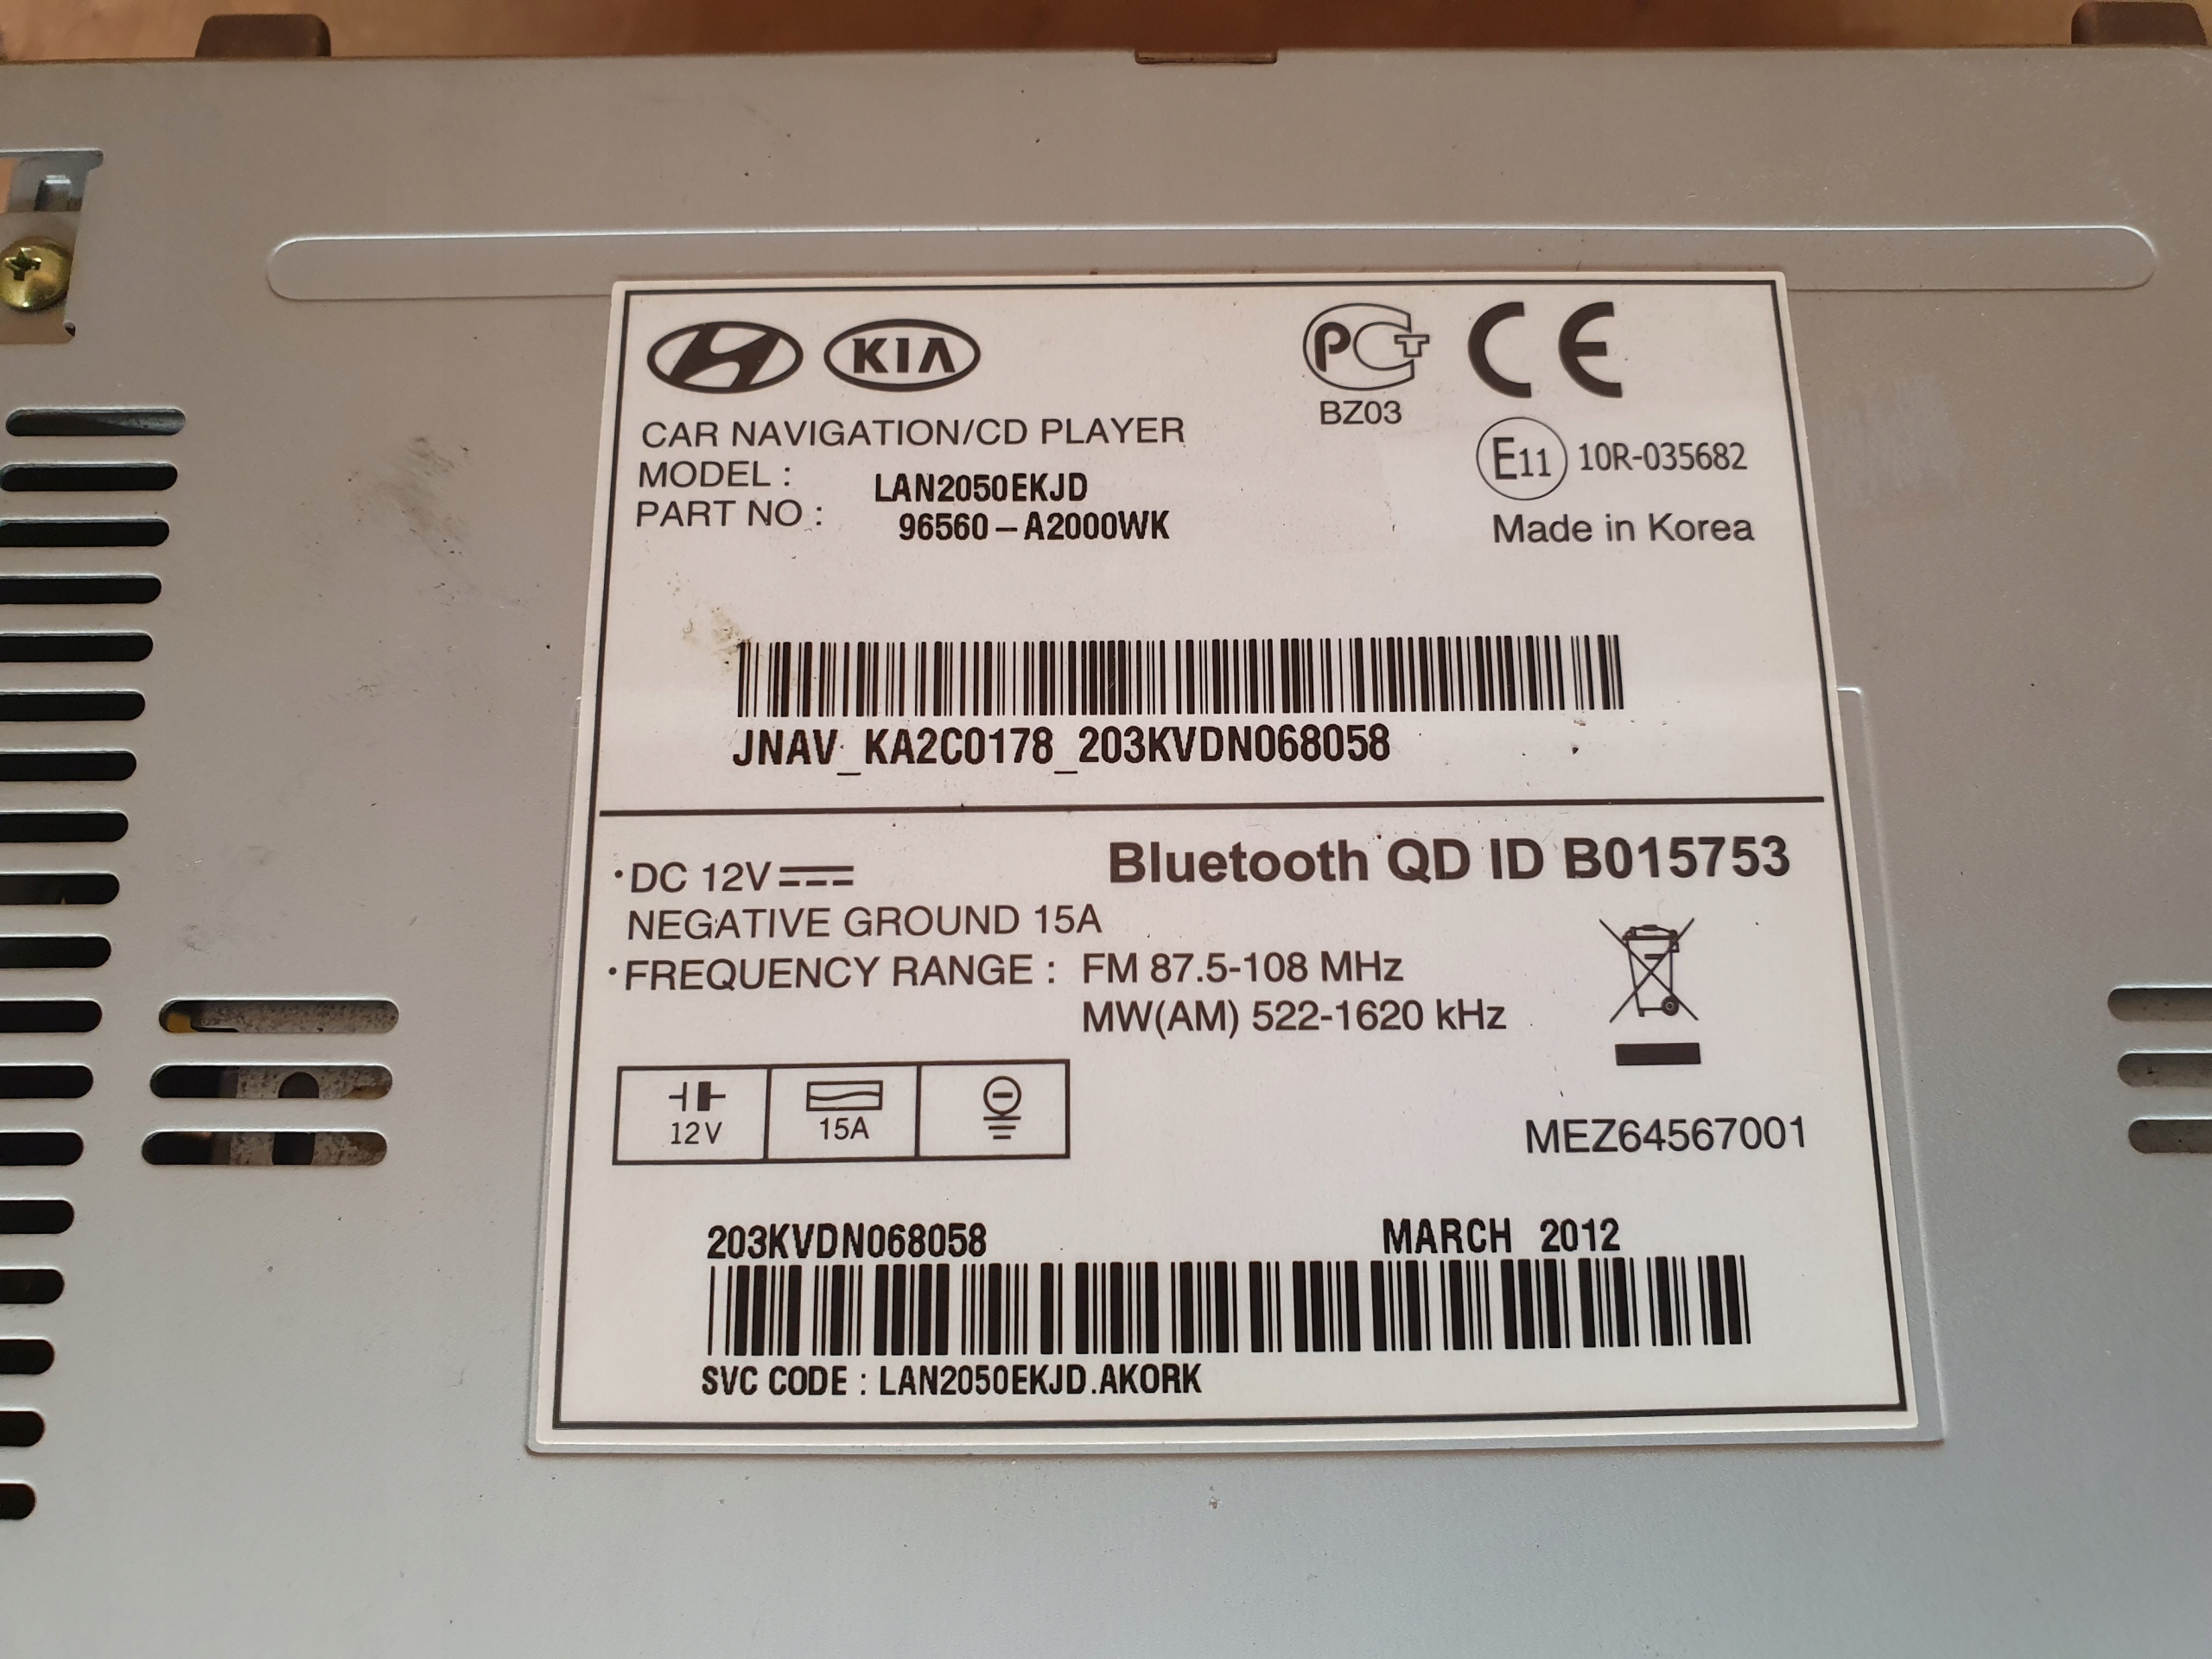 KIA
PCT
CE
BZ03
CAR NAVIGATION/CD PLAYER
MODEL : LAN2050EKJD
PART NO : 96560-A2000WK
E11 10R-035682
Made in Korea
JNAV_KA2C0178_203KVDN068058
Bluetooth QD ID B015753
·DC 12V
NEGATIVE GROUND 15A
·FREQUENCY RANGE : FM 87.5-108 MHz
MW(AM) 522-1620 kHz
12V
15A
MEZ64567001
203KVDN068058 MARCH 2012
SVC CODE : LAN2050EKJD.AKORK